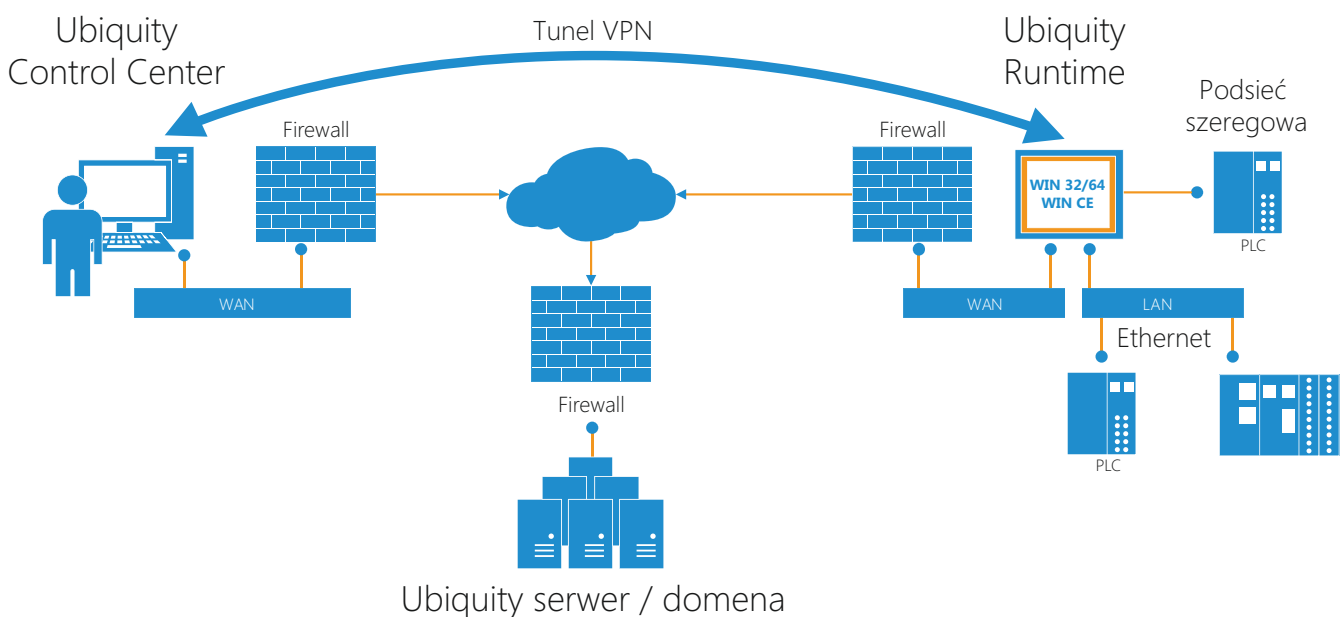 Ubiquity
Control Center
Tunel VPN
Ubiquity
Runtime
Podsieć
szeregowa
Firewall
Firewall
WIN 32/64
WIN CE
PLC
WAN
WAN
LAN
Ethernet
Firewall
PLC
Ubiquity serwer / domena